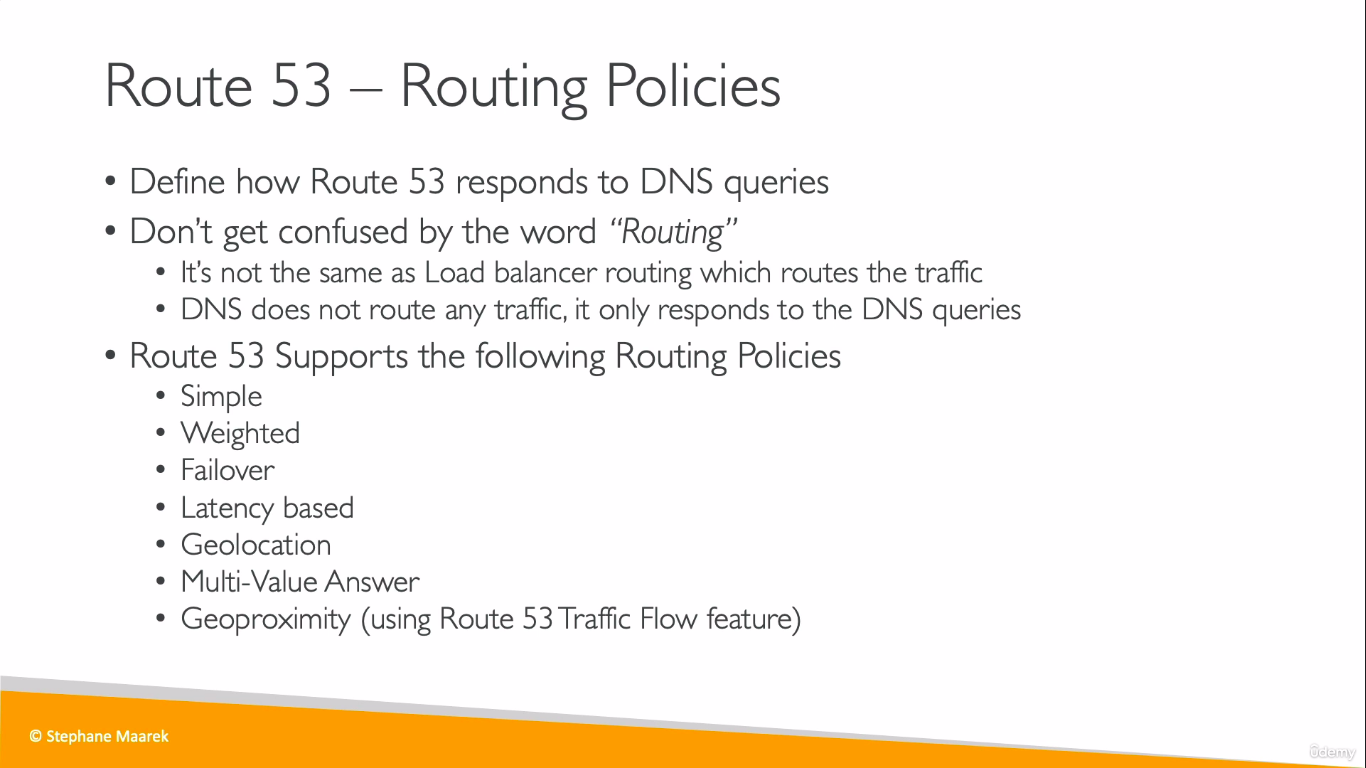 Route 53 – Routing Policies
• Define how Route 53 responds to DNS queries
• Don’t get confused by the word “Routing”
• It’s not the same as Load balancer routing which routes the traffic
• DNS does not route any traffic, it only responds to the DNS queries
• Route 53 Supports the following Routing Policies
• Simple
• Weighted
• Failover
• Latency based
• Geolocation
• Multi-Value Answer
• Geoproximity (using Route 53 Traffic Flow feature)
© Stephane Maarek
ûdemy